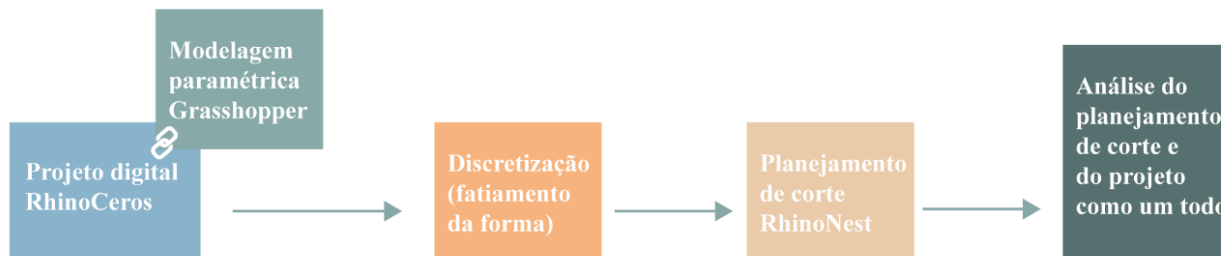 Modelagem
paramétrica
Grasshopper
Projeto digital
RhinoCeros
Discretização
(fatiamento
da forma)
Planejamento
de corte
RhinoNest
Análise do
planejamento
de corte e
do projeto
como um todo